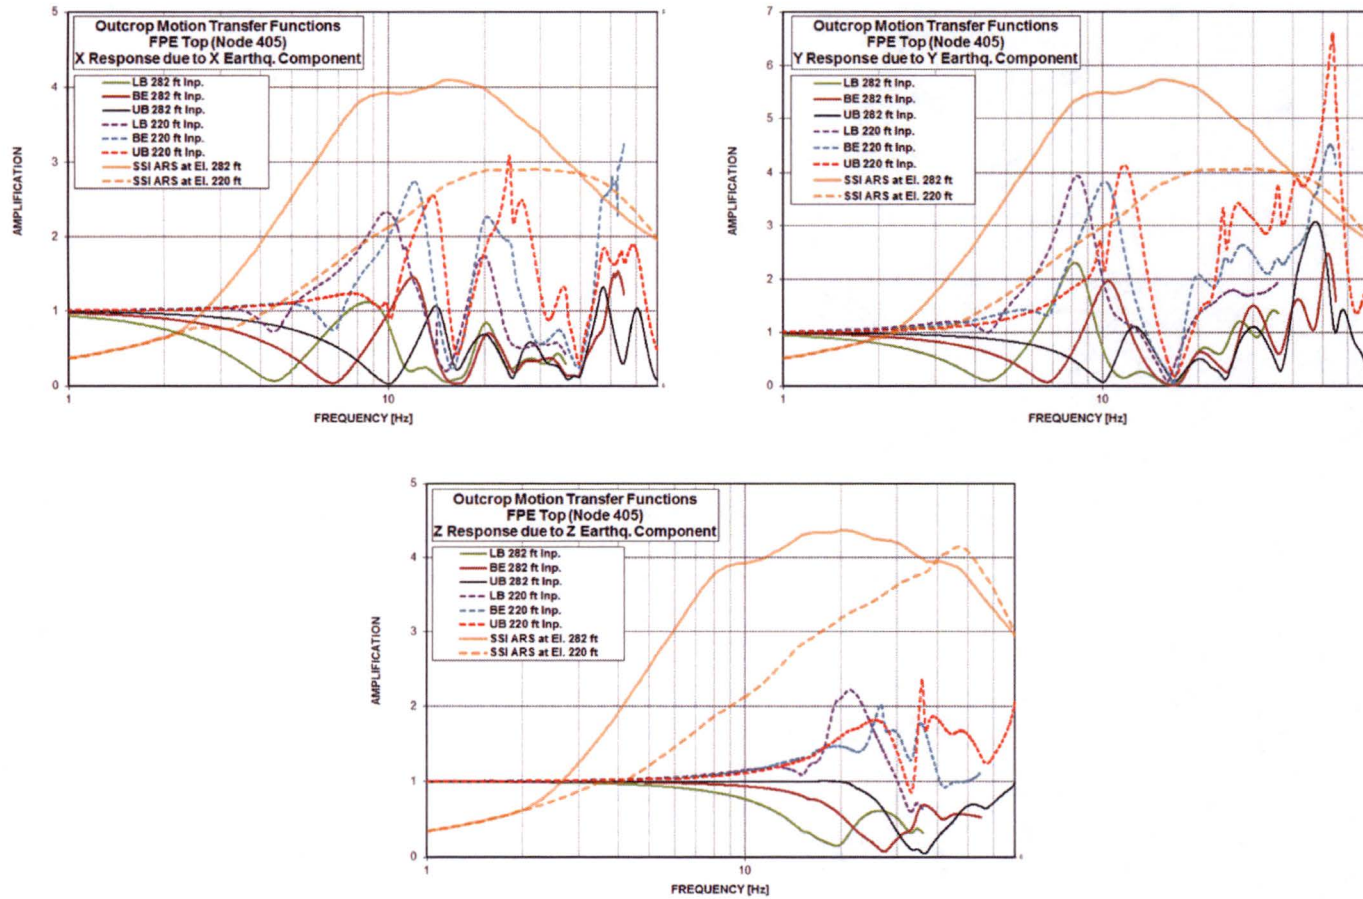 Outcrop Motion Transfer Functions
FPE Top (Node 405)
X Response due to X Earthq. Component
LB 282 ft Inp.
BE 282 ft Inp.
UB 282 ft Inp.
LB 220 ft Inp.
BE 220 ft Inp.
UB 220 ft Inp.
SSI ARS at El. 282 ft
SSI ARS at El. 220 ft
AMPLIFICATION
5
4
3
2
1
0
1
10
FREQUENCY [Hz]
Outcrop Motion Transfer Functions
FPE Top (Node 405)
Y Response due to Y Earthq. Component
LB 282 ft Inp.
BE 282 ft Inp.
UB 282 ft Inp.
LB 220 ft Inp.
BE 220 ft Inp.
UB 220 ft Inp.
SSI ARS at El. 282 ft
SSI ARS at El. 220 ft
AMPLIFICATION
7
6
5
4
3
2
1
0
1
10
FREQUENCY [Hz]
Outcrop Motion Transfer Functions
FPE Top (Node 405)
Z Response due to Z Earthq. Component
LB 282 ft Inp.
BE 282 ft Inp.
UB 282 ft Inp.
LB 220 ft Inp.
BE 220 ft Inp.
UB 220 ft Inp.
SSI ARS at El. 282 ft
SSI ARS at El. 220 ft
AMPLIFICATION
5
4
3
2
1
0
1
10
FREQUENCY [Hz]